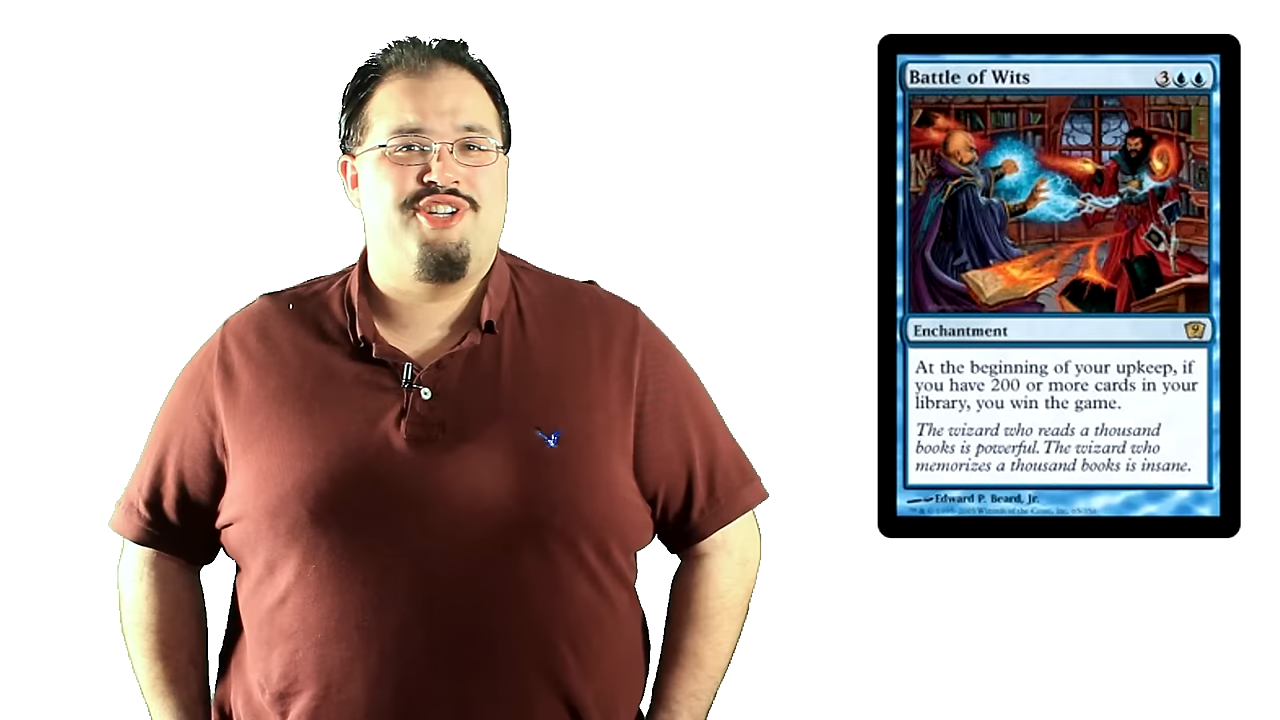 Battle of Wits 3
Enchantment 9
At the beginning of your upkeep, if
you have 200 or more cards in your
library, you win the game.
The wizard who reads a thousand
books is powerful. The wizard who
memorizes a thousand books is insane.
Edward P. Beard, Jr.